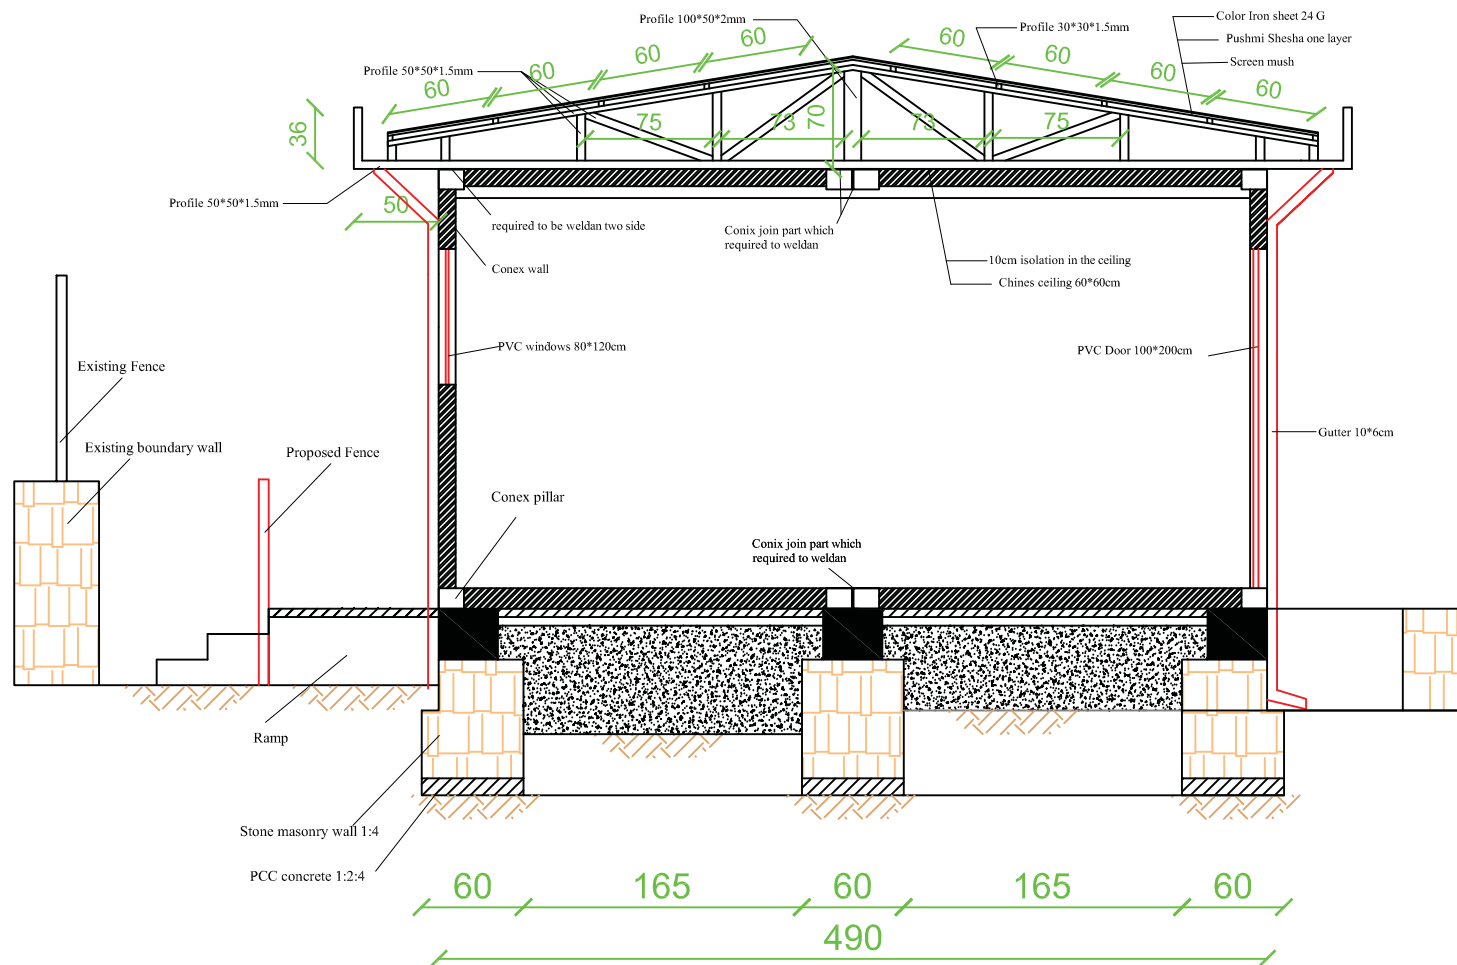 Profile 100*50*2mm
Profile 30*30*1.5mm
Color Iron sheet 24 G
Pushmi Shesha one layer
Screen mush
60
60
60
60
60
60
60
60
Profile 50*50*1.5mm
36
75
73
70
73
75
Profile 50*50*1.5mm
50
required to be weldan two side
Conex wall
Conix join part which
required to weldan
10cm isolation in the ceiling
Chines ceiling 60*60cm
PVC windows 80*120cm
PVC Door 100*200cm
Existing Fence
Existing boundary wall
Proposed Fence
Gutter 10*6cm
Conex pillar
Conix join part which
required to weldan
Ramp
Stone masonry wall 1:4
PCC concrete 1:2:4
60
165
60
165
60
490